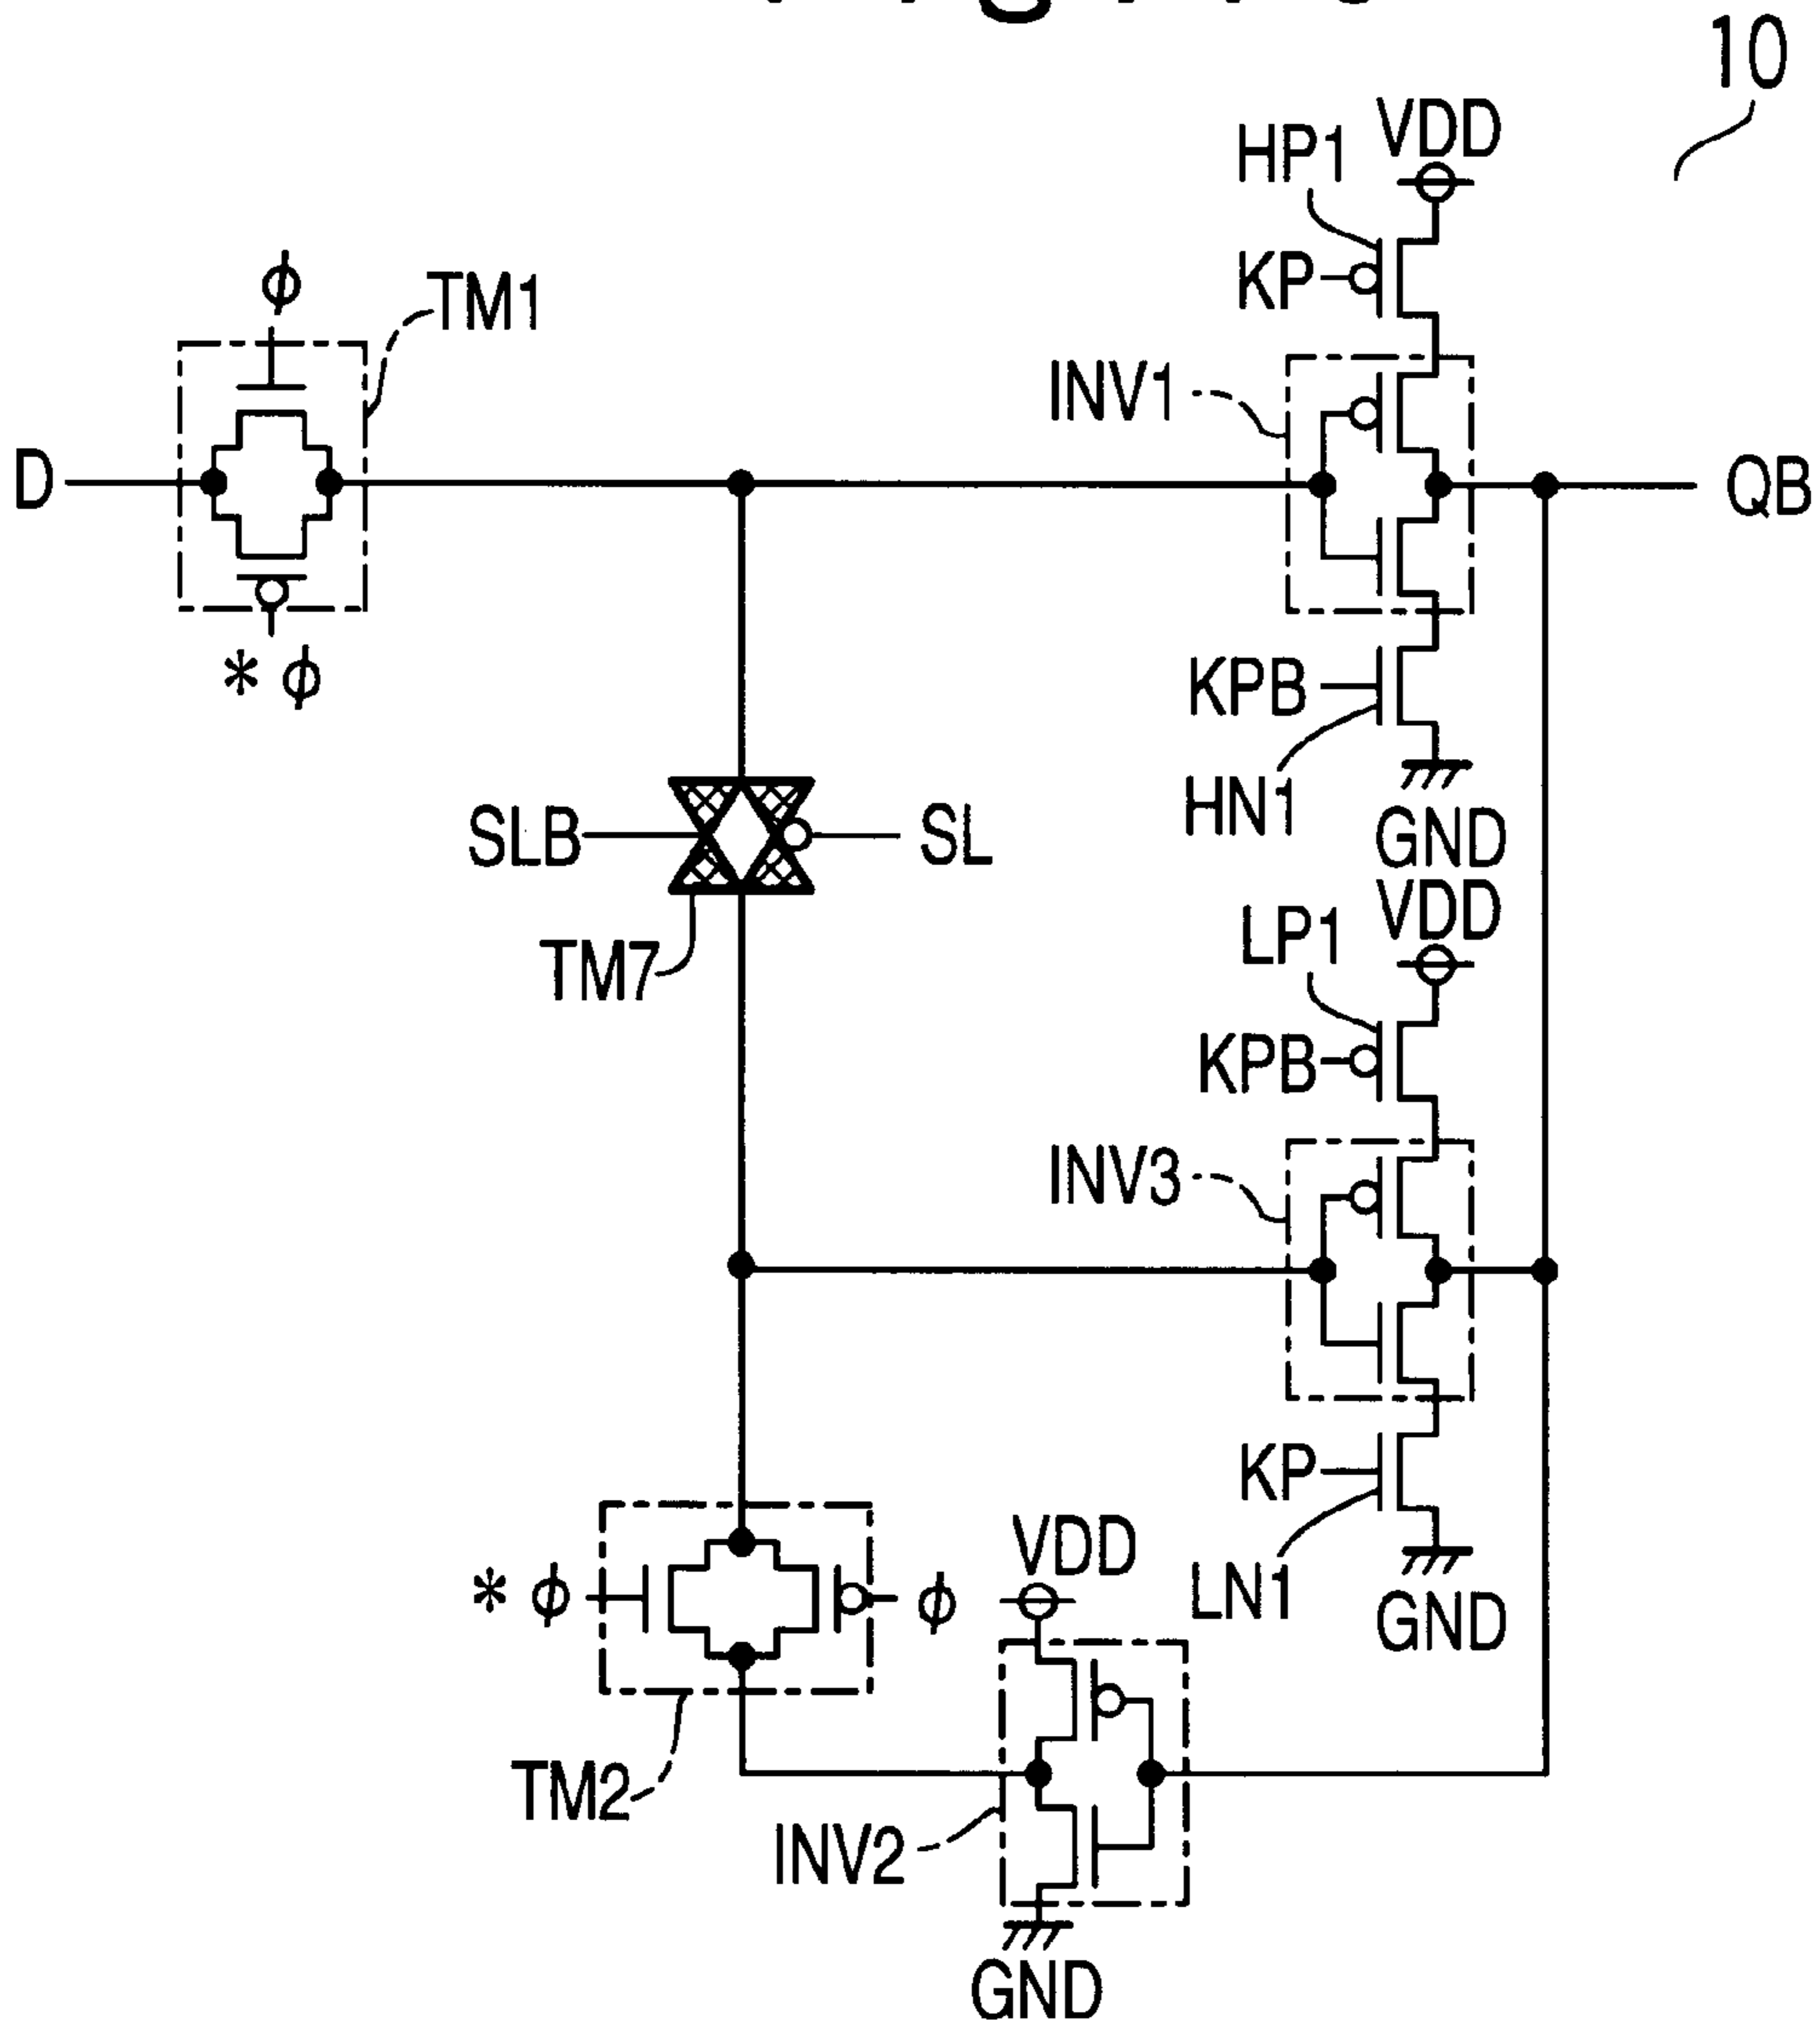 10
VDD
HP1
KP
ϕ
TM1
INV1
D
QB
* ϕ
KPB
HN1
GND
SLB
SL
TM7
VDD
LP1
KPB
INV3
KP
LN1
GND
VDD
* ϕ
ϕ
TM2
INV2
GND